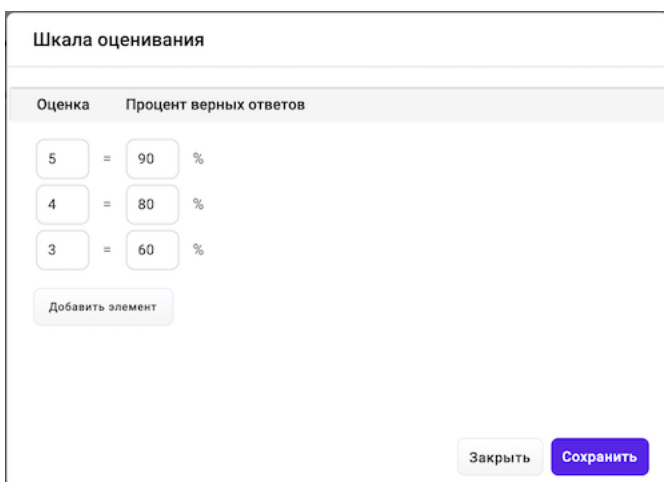 Шкала оценивания
Оценка Процент верных ответов
5 = 90 %
4 = 80 %
3 = 60 %
Добавить элемент
Закрыть Сохранить